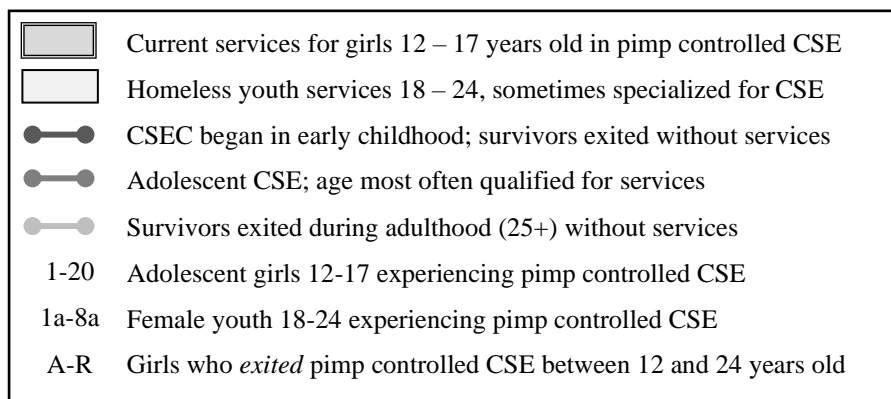 Current services for girls 12 – 17 years old in pimp controlled CSE
Homeless youth services 18 – 24, sometimes specialized for CSE
CSEC began in early childhood; survivors exited without services
Adolescent CSE; age most often qualified for services
Survivors exited during adulthood (25+) without services
1-20 Adolescent girls 12-17 experiencing pimp controlled CSE
1a-8a Female youth 18-24 experiencing pimp controlled CSE
A-R Girls who exited pimp controlled CSE between 12 and 24 years old